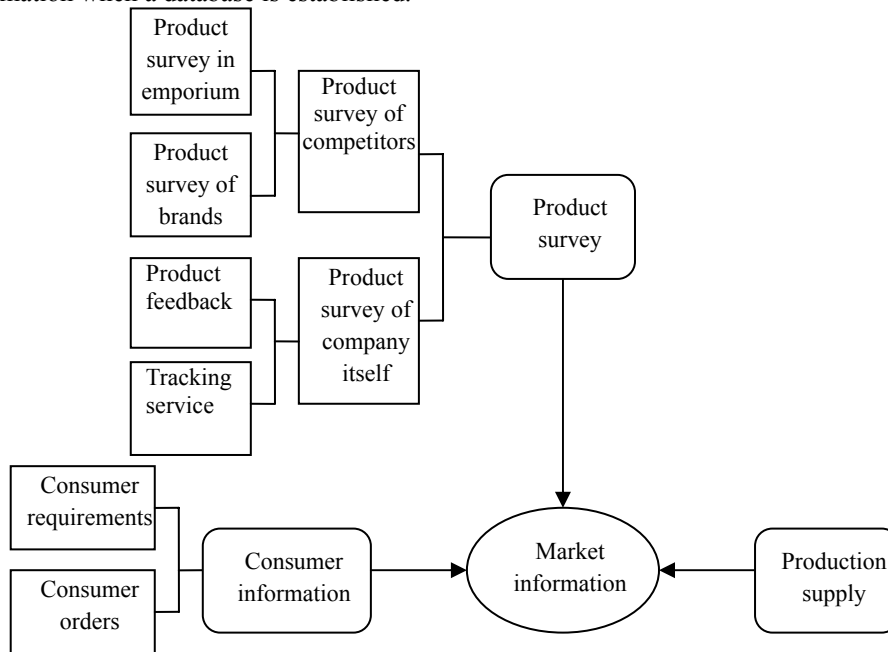 mation when a database is established.
Product
survey in
emporium
Product
survey of
competitors
Product
survey of
brands
Product
survey
Product
feedback
Product
survey of
company
itself
Tracking
service
Consumer
requirements
Consumer
information
Market
information
Production
supply
Consumer
orders